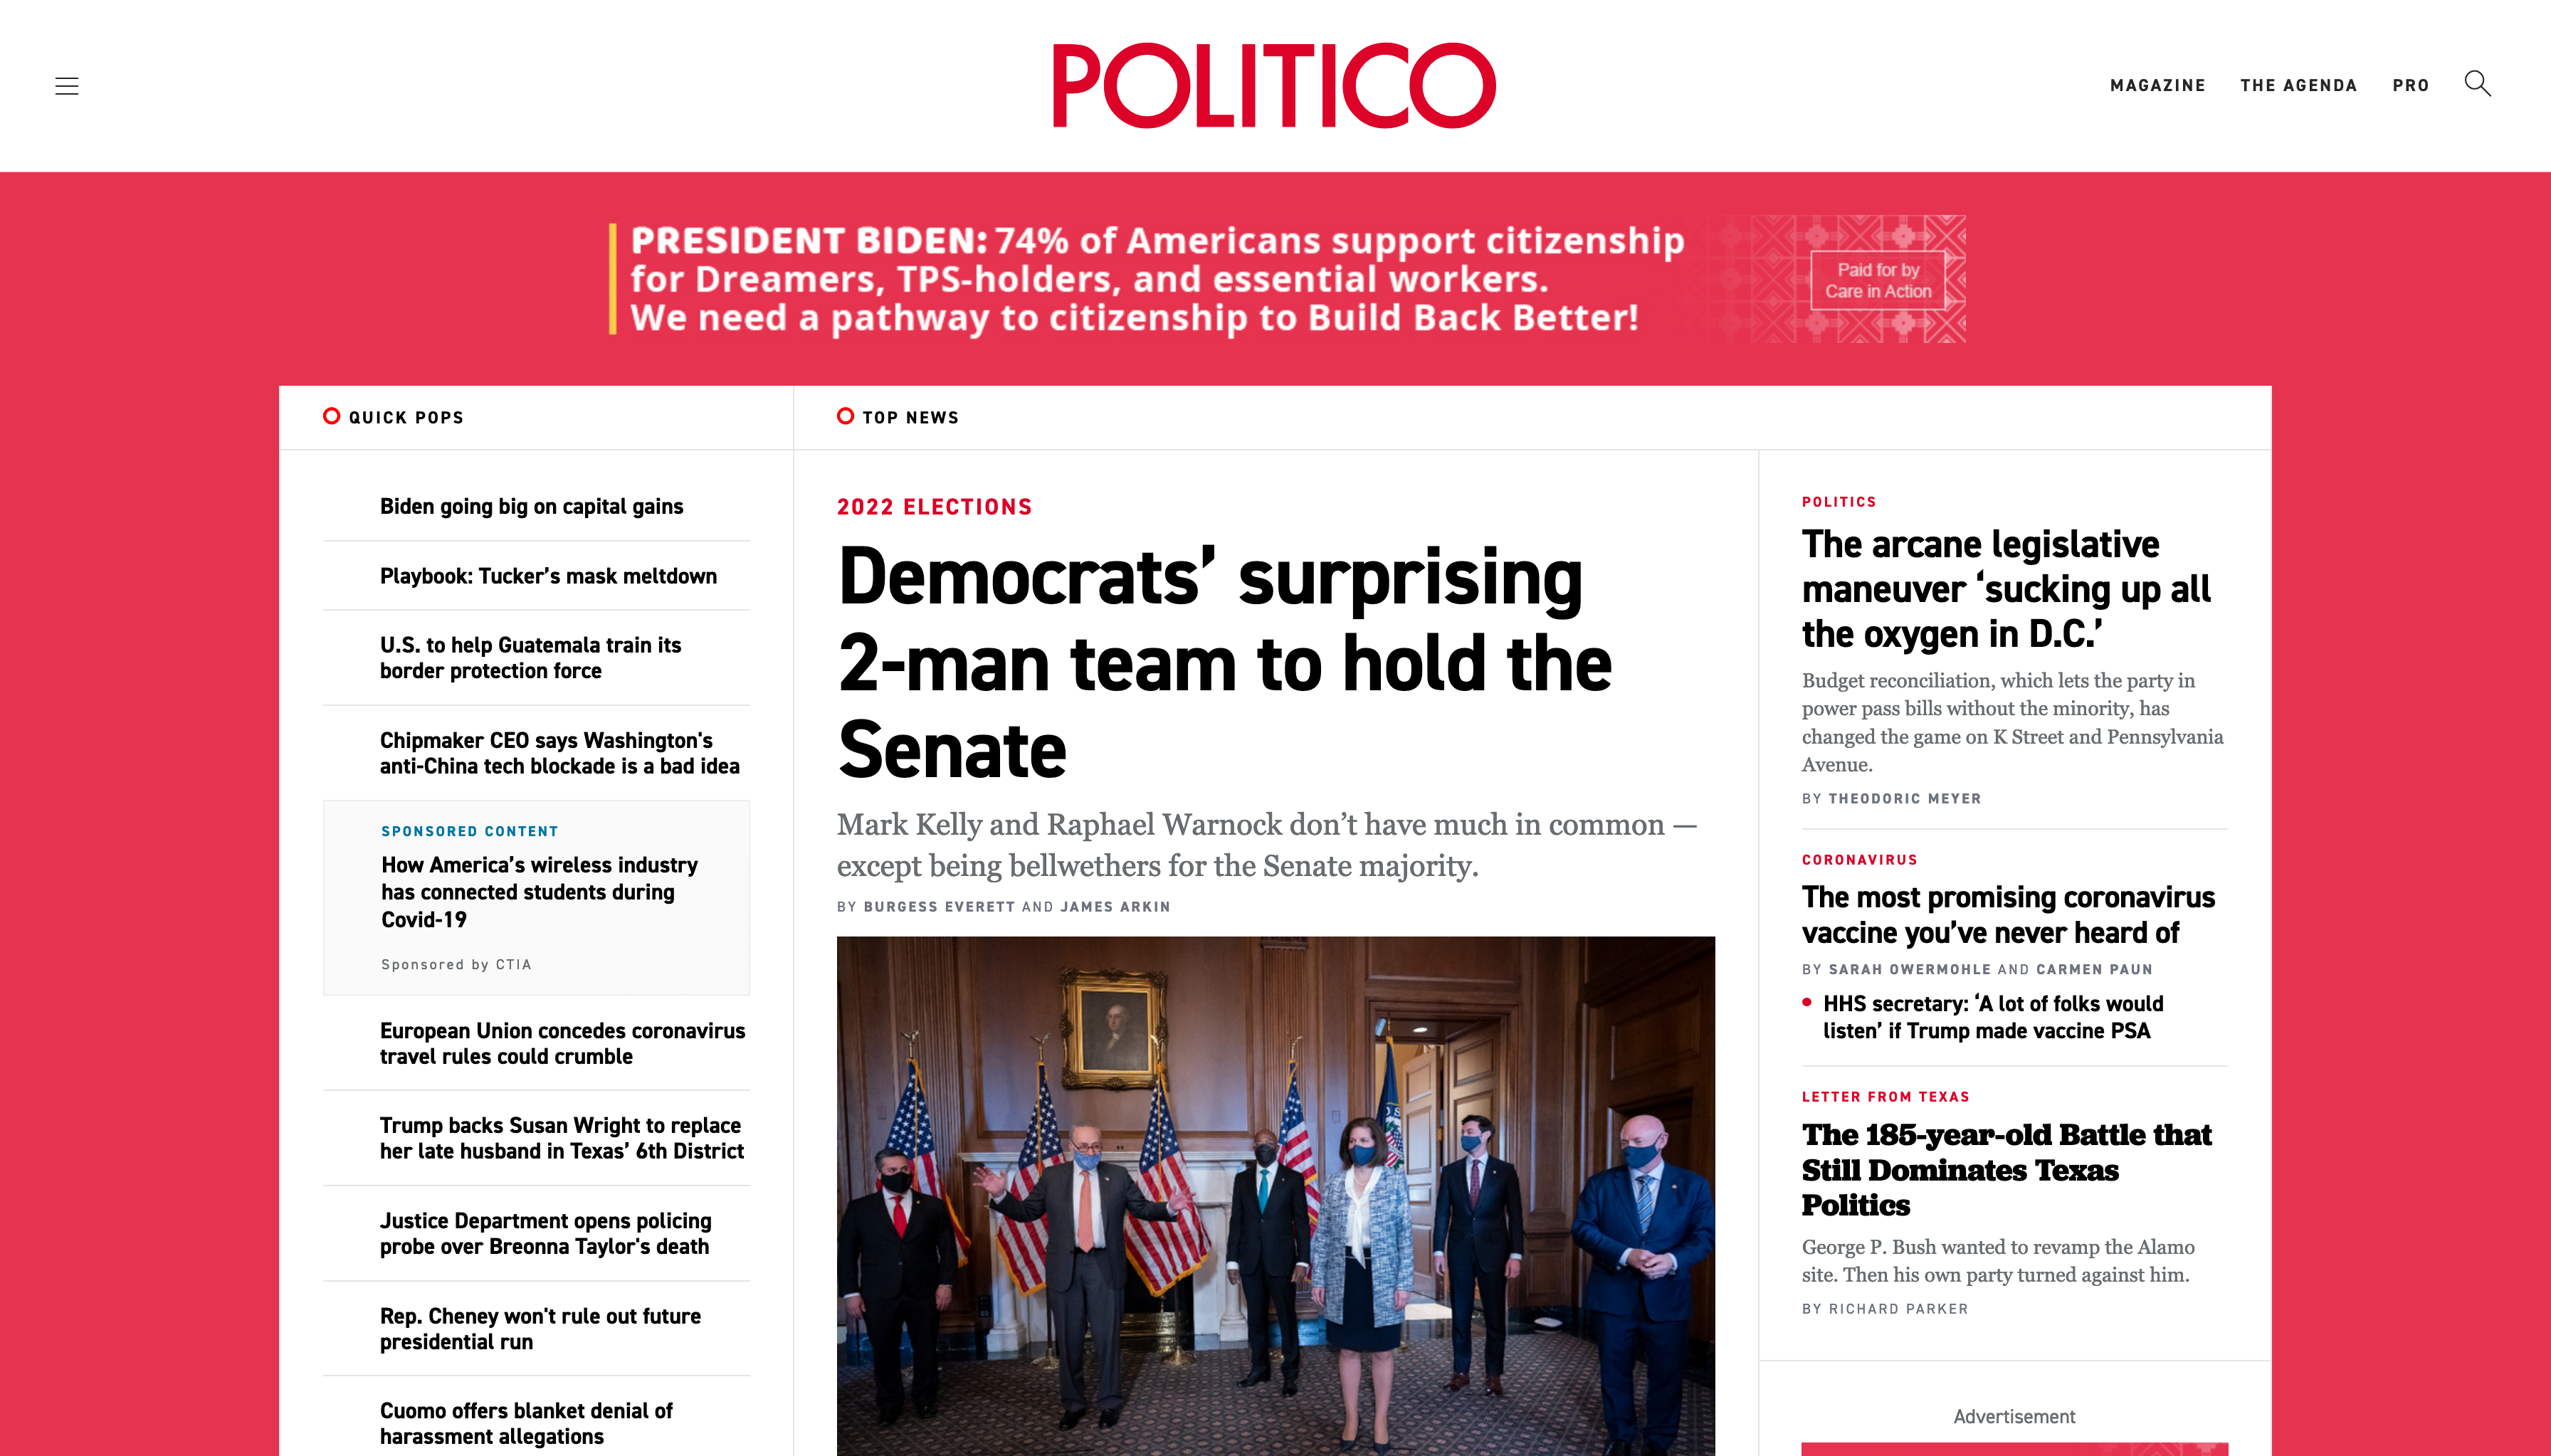 POLITICO
MAGAZINE THE AGENDA PRO
PRESIDENT BIDEN: 74% of Americans support citizenship
for Dreamers, TPS-holders, and essential workers.
We need a pathway to citizenship to Build Back Better!
Paid for by
Care in Action
QUICK POPS
Biden going big on capital gains
Playbook: Tucker’s mask meltdown
U.S. to help Guatemala train its
border protection force
Chipmaker CEO says Washington's
anti-China tech blockade is a bad idea
SPONSORED CONTENT
How America’s wireless industry
has connected students during
Covid-19
Sponsored by CTIA
European Union concedes coronavirus
travel rules could crumble
Trump backs Susan Wright to replace
her late husband in Texas’ 6th District
Justice Department opens policing
probe over Breonna Taylor's death
Rep. Cheney won't rule out future
presidential run
Cuomo offers blanket denial of
harassment allegations
TOP NEWS
2022 ELECTIONS
Democrats’ surprising
2-man team to hold the
Senate
Mark Kelly and Raphael Warnock don’t have much in common —
except being bellwethers for the Senate majority.
BY BURGESS EVERETT AND JAMES ARKIN
POLITICS
The arcane legislative
maneuver ‘sucking up all
the oxygen in D.C.’
Budget reconciliation, which lets the party in
power pass bills without the minority, has
changed the game on K Street and Pennsylvania
Avenue.
BY THEODORIC MEYER
CORONAVIRUS
The most promising coronavirus
vaccine you’ve never heard of
BY SARAH OWERMOHLE AND CARMEN PAUN
HHS secretary: ‘A lot of folks would
listen’ if Trump made vaccine PSA
LETTER FROM TEXAS
The 185-year-old Battle that
Still Dominates Texas
Politics
George P. Bush wanted to revamp the Alamo
site. Then his own party turned against him.
BY RICHARD PARKER
Advertisement